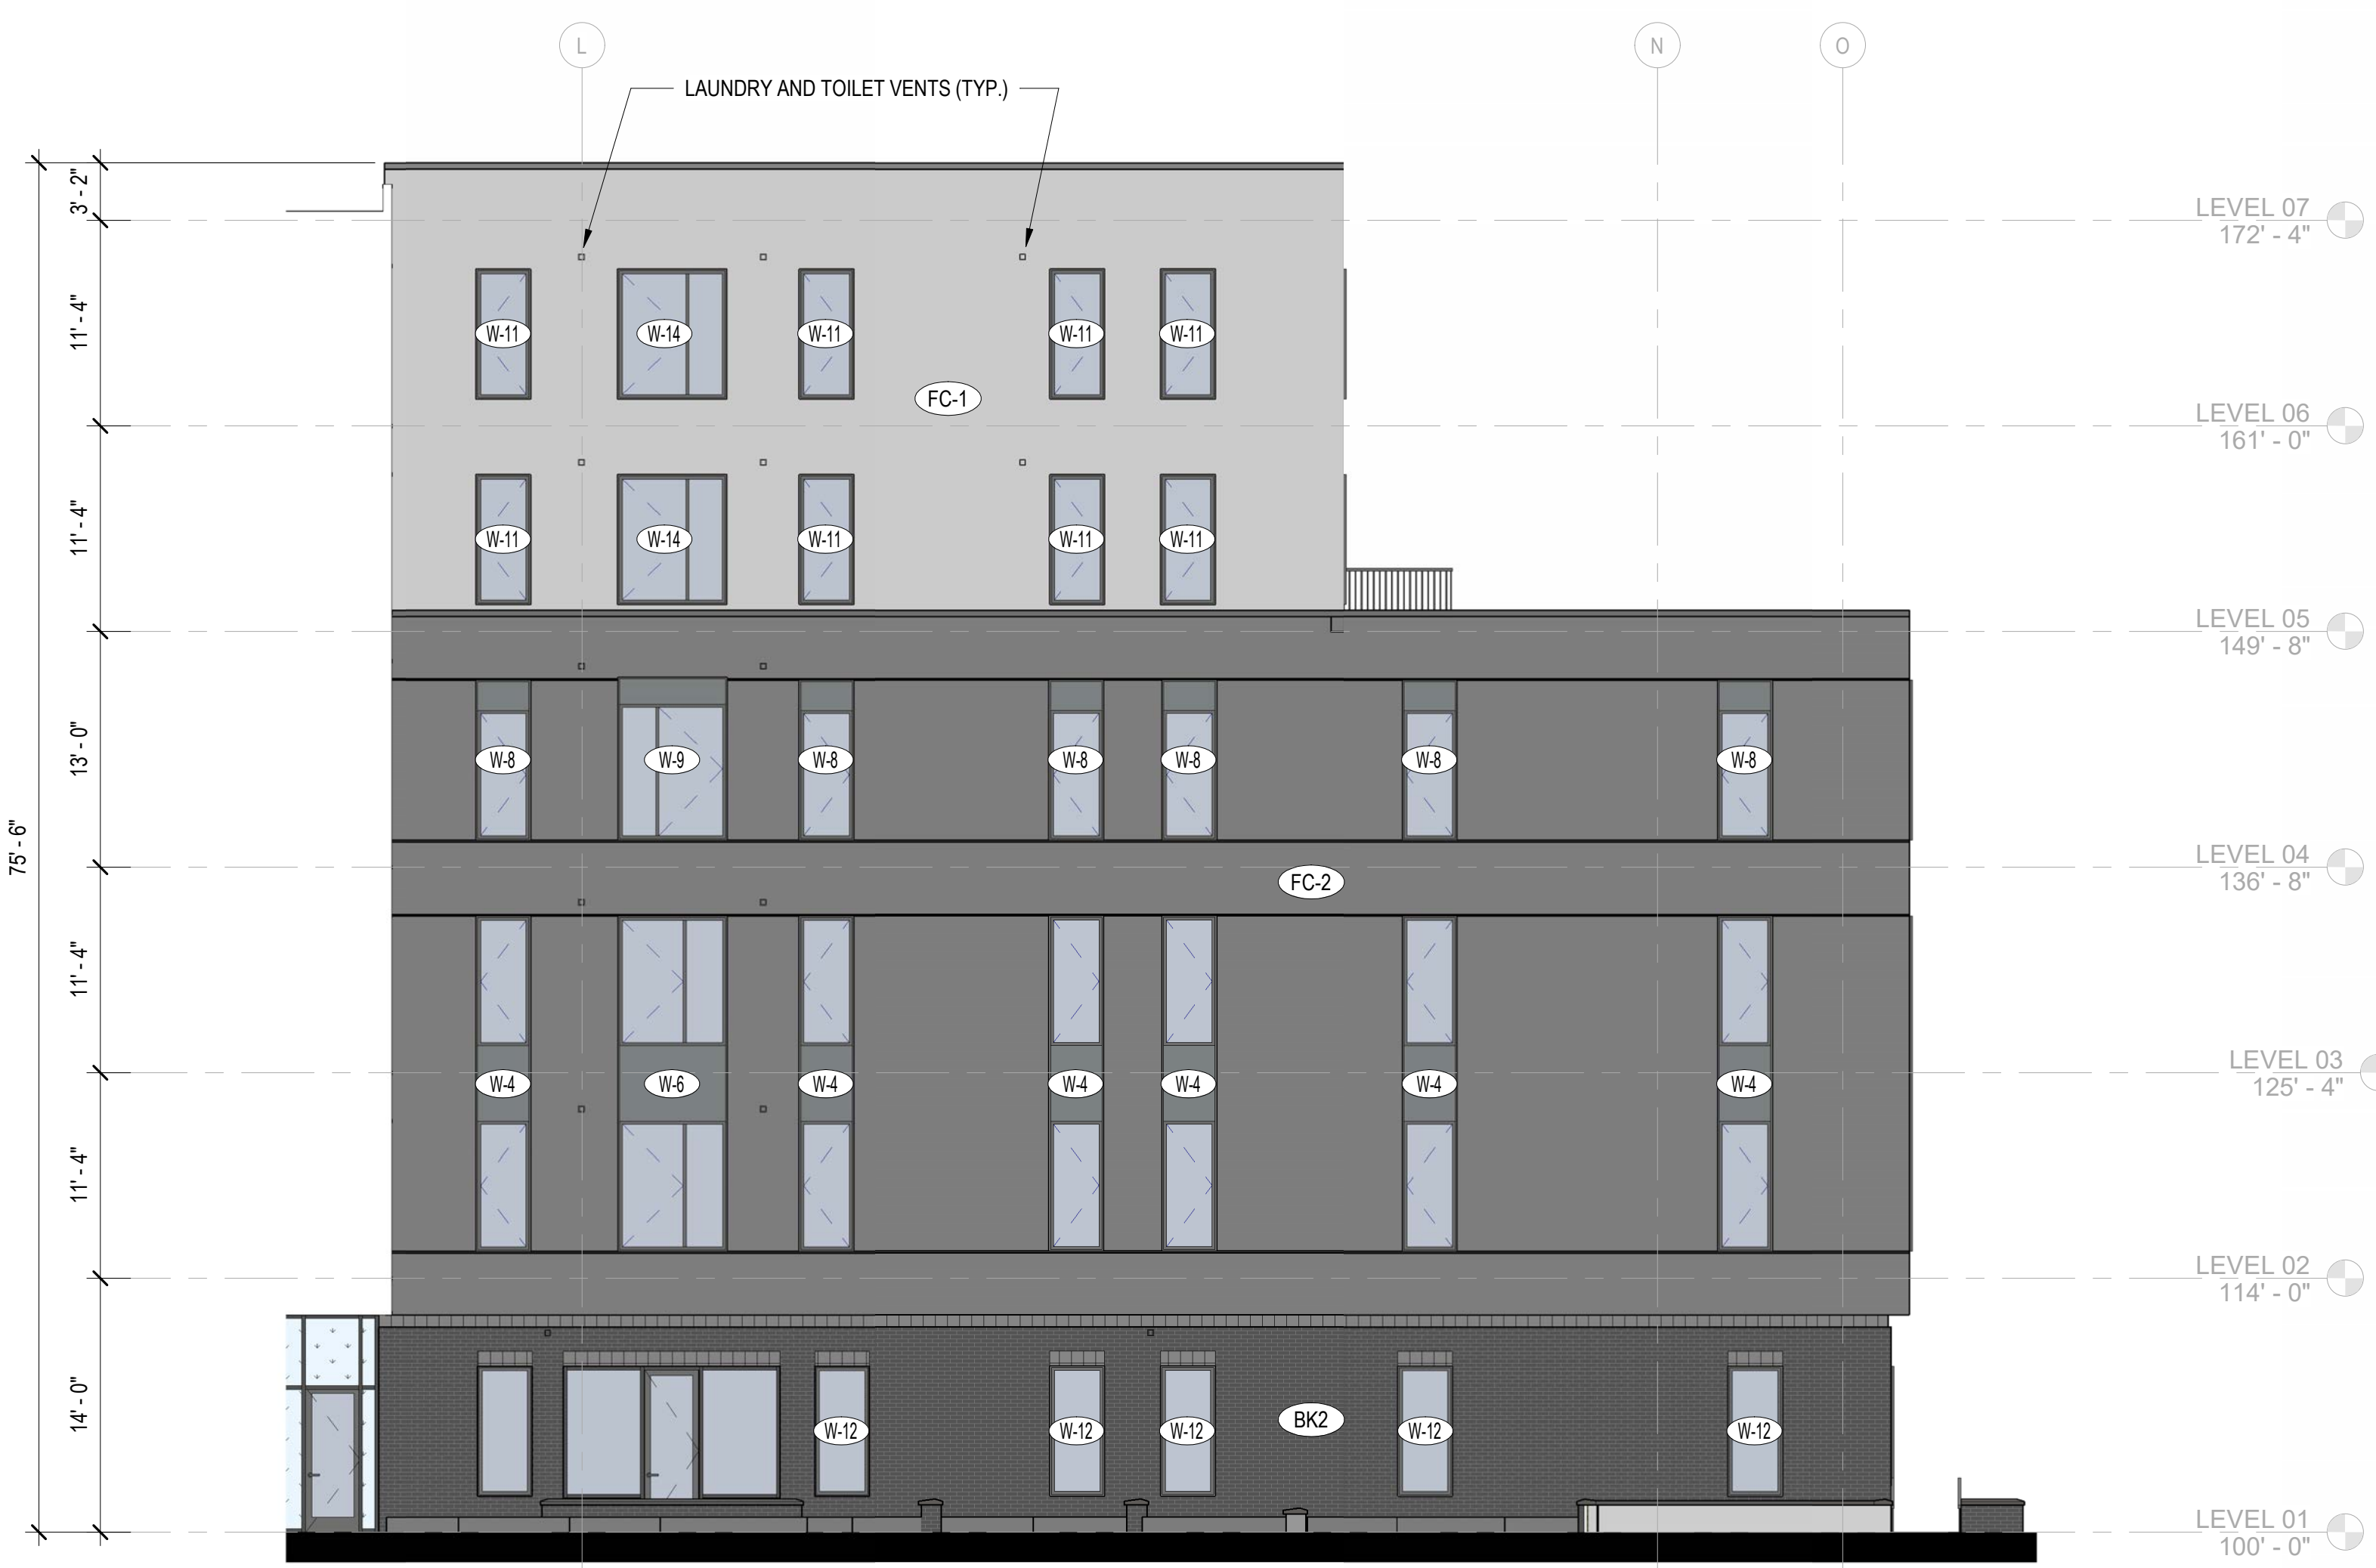 L
N
O
LAUNDRY AND TOILET VENTS (TYP.)
3' - 2"
LEVEL 07
172' - 4"
11' - 4"
W-11
W-14
W-11
W-11
W-11
FC-1
LEVEL 06
161' - 0"
11' - 4"
W-11
W-14
W-11
W-11
W-11
LEVEL 05
149' - 8"
13' - 0"
W-8
W-9
W-8
W-8
W-8
W-8
W-8
75' - 6"
LEVEL 04
136' - 8"
FC-2
11' - 4"
LEVEL 03
125' - 4"
W-4
W-6
W-4
W-4
W-4
W-4
W-4
11' - 4"
LEVEL 02
114' - 0"
14' - 0"
BK2
W-12
W-12
W-12
W-12
W-12
LEVEL 01
100' - 0"